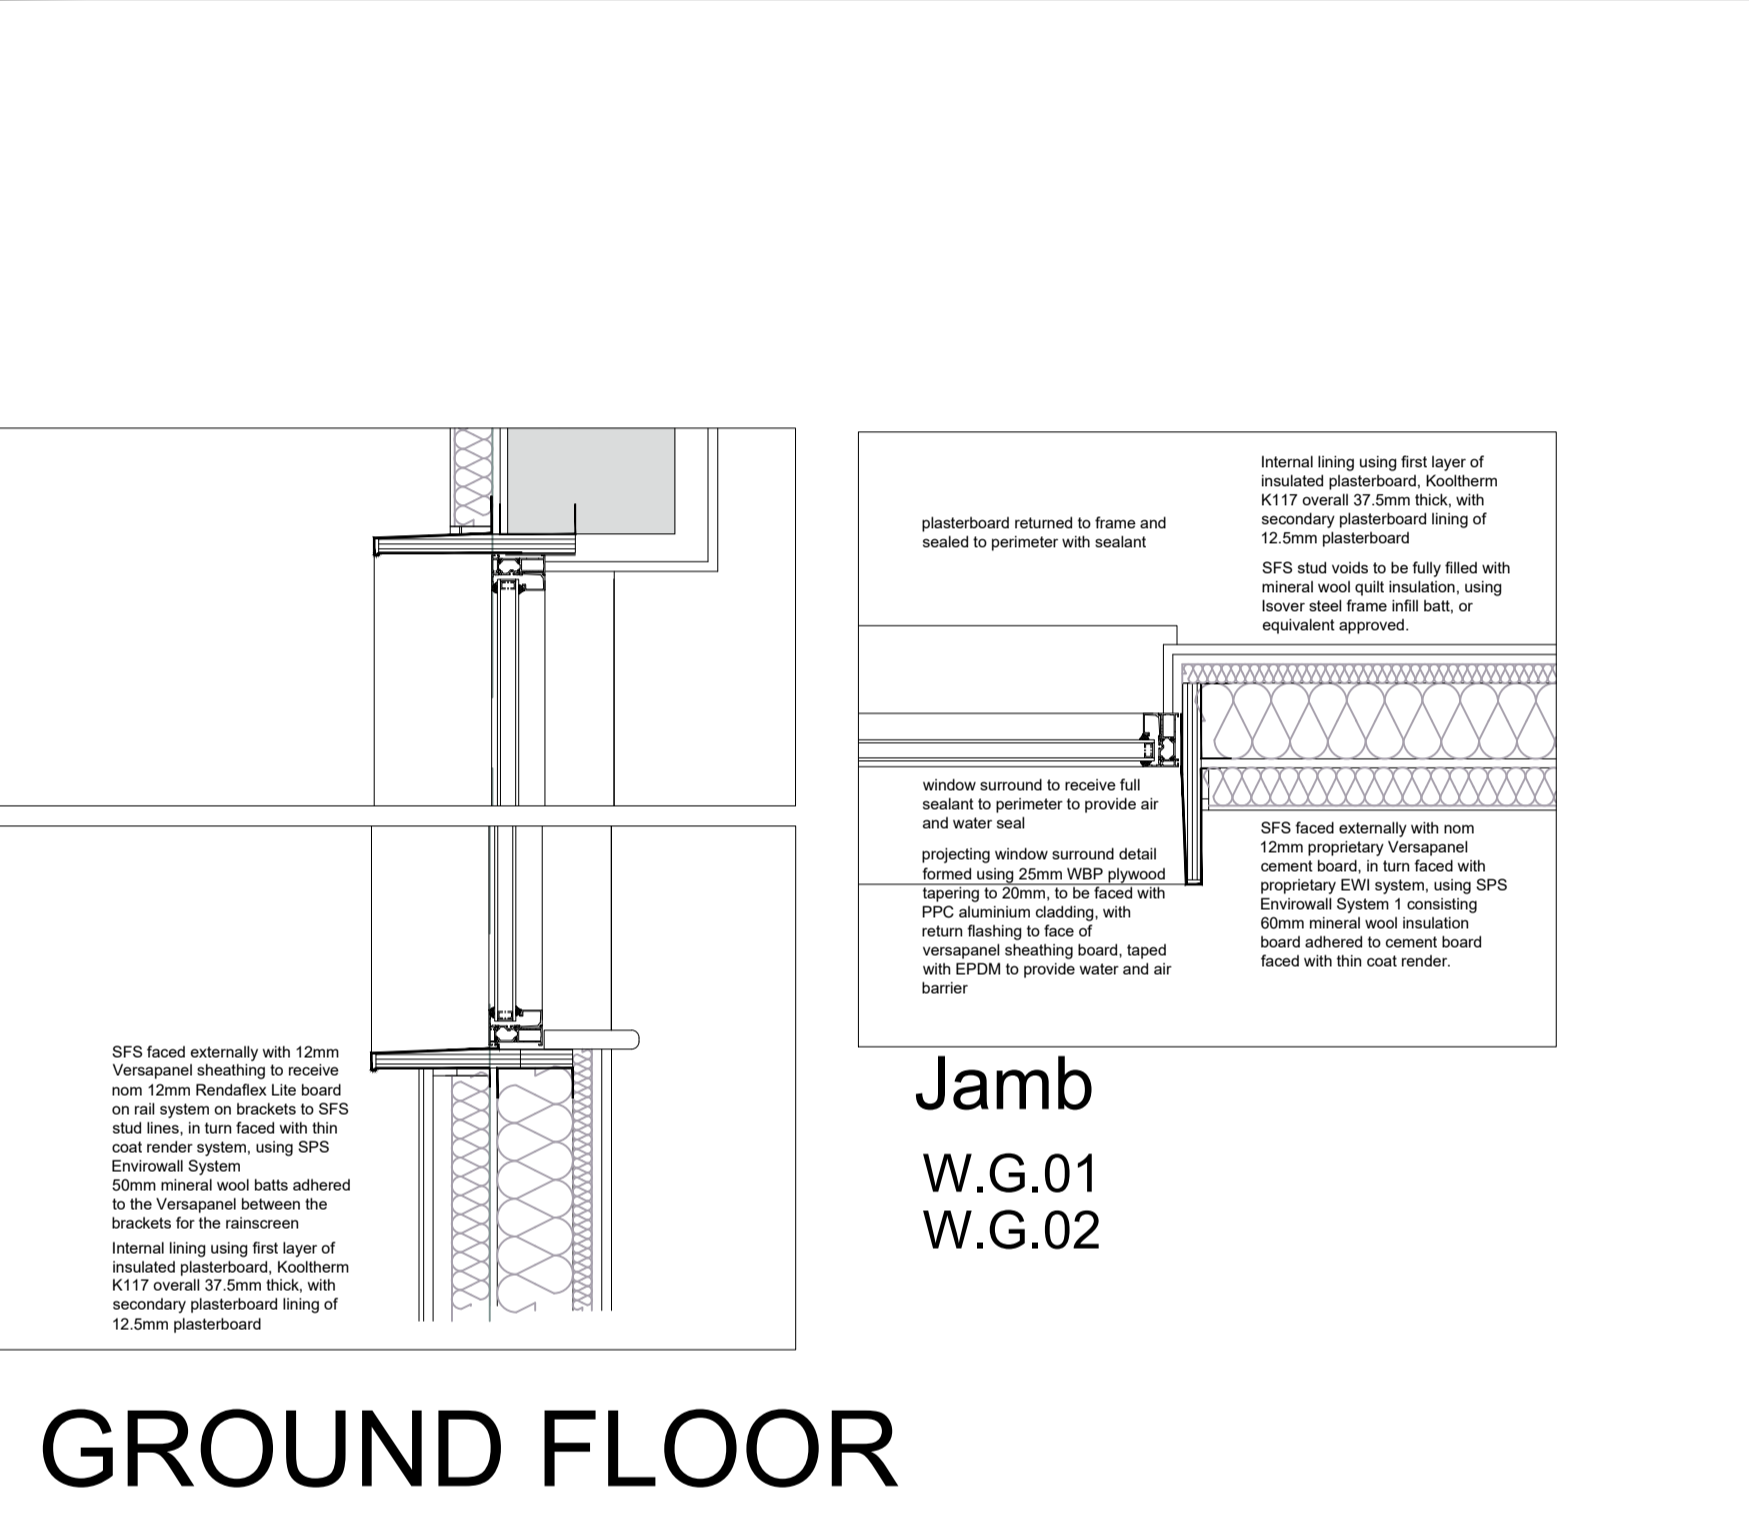 plasterboard returned to frame and
sealed to perimeter with sealant
Internal lining using first layer of
insulated plasterboard, Kooltherm
K117 overall 37.5mm thick, with
secondary plasterboard lining of
12.5mm plasterboard
SFS stud voids to be fully filled with
mineral wool quilt insulation, using
Isover steel frame infill batt, or
equivalent approved.
window surround to receive full
sealant to perimeter to provide air
and water seal
projecting window surround detail
formed using 25mm WBP plywood
tapering to 20mm, to be faced with
PPC aluminium cladding, with
return flashing to face of
versapanel sheathing board, taped
with EPDM to provide water and air
barrier
SFS faced externally with nom
12mm proprietary Versapanel
cement board, in turn faced with
proprietary EWI system, using SPS
Envirowall System 1 consisting
60mm mineral wool insulation
board adhered to cement board
faced with thin coat render.
SFS faced externally with 12mm
Versapanel sheathing to receive
nom 12mm Rendaflex Lite board
on rail system on brackets to SFS
stud lines, in turn faced with thin
coat render system, using SPS
Envirowall System
50mm mineral wool batts adhered
to the Versapanel between the
brackets for the rainscreen
Internal lining using first layer of
insulated plasterboard, Kooltherm
K117 overall 37.5mm thick, with
secondary plasterboard lining of
12.5mm plasterboard
Jamb
W.G.01
W.G.02
GROUND FLOOR